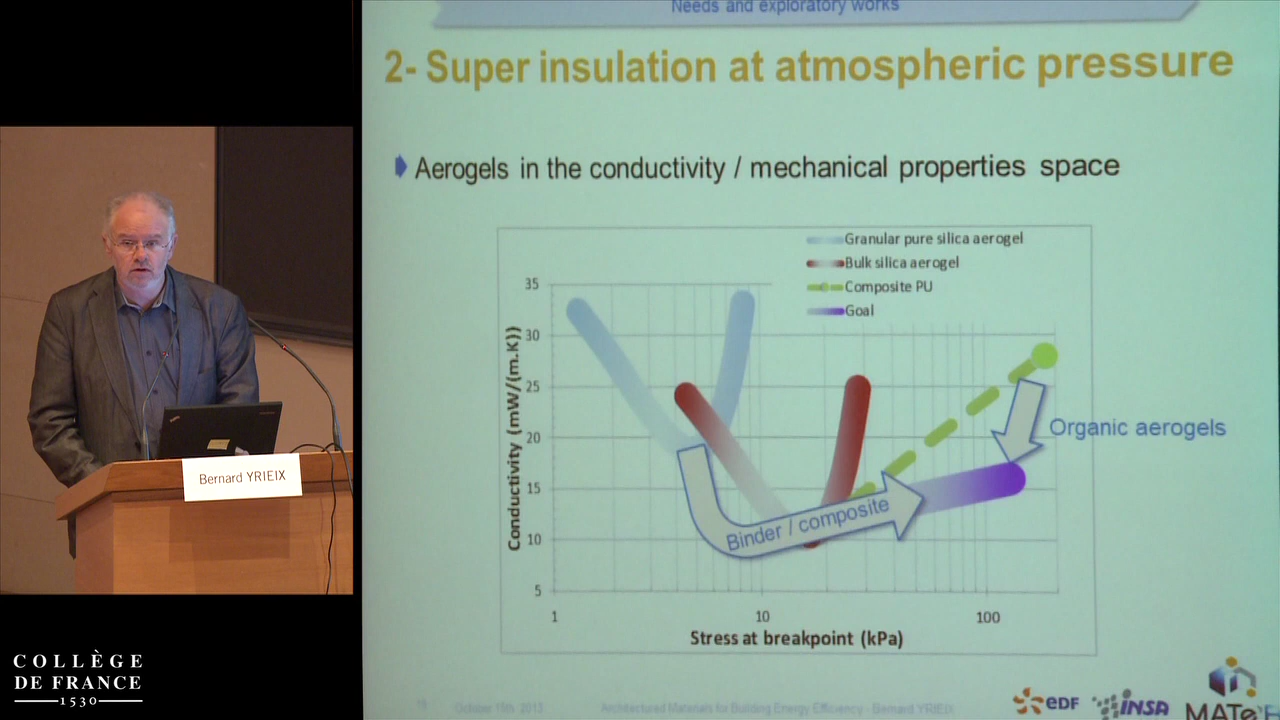 Needs and exploratory works
2- Super insulation at atmospheric pressure
Aerogels in the conductivity / mechanical properties space
Granular pure silica aerogel
Bulk silica aerogel
Composite PU
Goal
35
30
25
20
15
10
5
Conductivity (mW/(m.K))
1
10
100
Stress at breakpoint (kPa)
Binder / composite
Organic aerogels
Bernard YRIEIX
COLLÈGE
DE FRANCE
1530
October 2013
Architectured Materials for Building Energy Efficiency - Bernard YRIEIX
EDF
INSA
MATeB